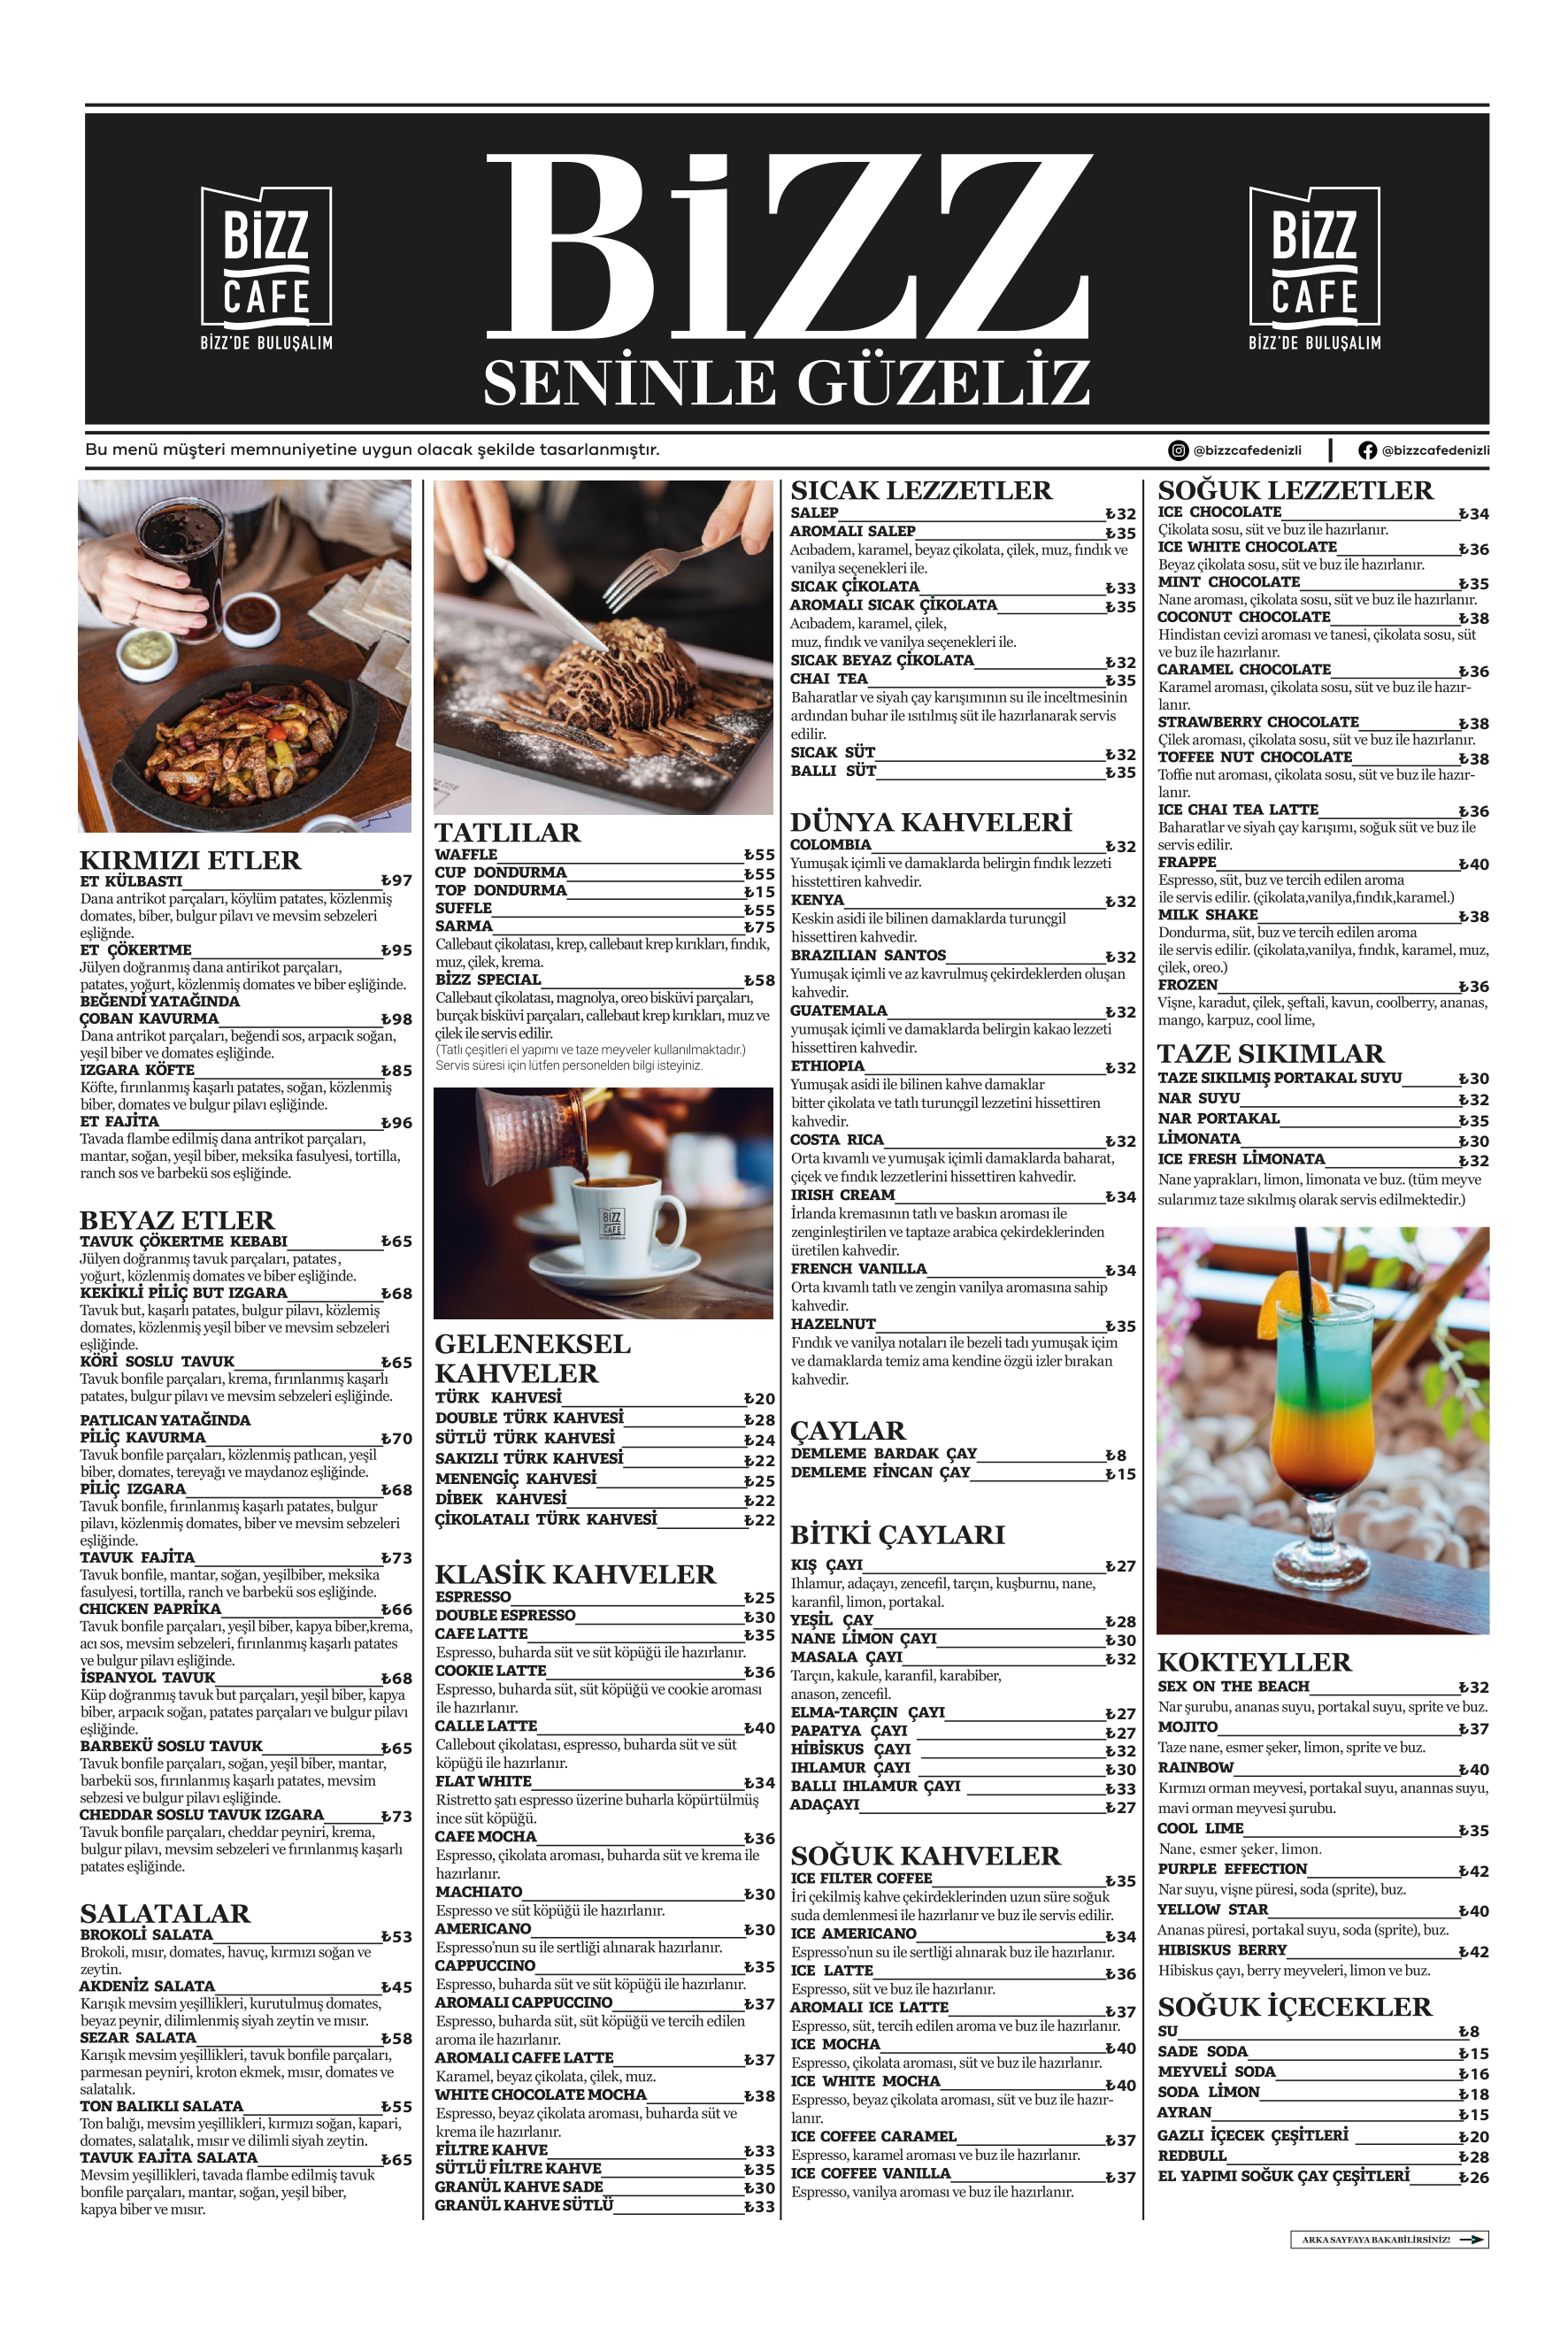 BiZZ
CAFE
BİZZ'DE BULUŞALIM
BiZZ
SENİNLE GÜZELİZ
BiZZ
CAFE
BİZZ'DE BULUŞALIM
Bu menü müşteri memnuniyetine uygun olacak şekilde tasarlanmıştır.
@bizzcafedenizli
@bizzcafedenizli
KIRMIZI ETLER
ET KÜLBASTI ₺97
Dana antrikot parçaları, köylüm patates, közlenmiş
domates, biber, bulgur pilavı ve mevsim sebzeleri
eşliğnde.
ET ÇÖKERTME ₺95
Jülyen doğranmış dana antirikot parçaları,
patates, yoğurt, közlenmiş domates ve biber eşliğinde.
BEĞENDİ YATAĞINDA
ÇOBAN KAVURMA ₺98
Dana antrikot parçaları, beğendi sos, arpacık soğan,
yeşil biber ve domates eşliğinde.
IZGARA KÖFTE ₺85
Köfte, fırınlanmış kaşarlı patates, soğan, közlenmiş
biber, domates ve bulgur pilavı eşliğinde.
ET FAJİTA ₺96
Tavada flambe edilmiş dana antrikot parçaları,
mantar, soğan, yeşil biber, meksika fasulyesi, tortilla,
ranch sos ve barbekü sos eşliğinde.
BEYAZ ETLER
TAVUK ÇÖKERTME KEBABI ₺65
Jülyen doğranmış tavuk parçaları, patates,
yoğurt, közlenmiş domates ve biber eşliğinde.
KEKİKLİ PİLİÇ BUT IZGARA ₺68
Tavuk but, kaşarlı patates, bulgur pilavı, közlemiş
domates, közlenmiş yeşil biber ve mevsim sebzeleri
eşliğinde.
KÖRİ SOSLU TAVUK ₺65
Tavuk bonfile parçaları, krema, fırınlanmış kaşarlı
patates, bulgur pilavı ve mevsim sebzeleri eşliğinde.
PATLICAN YATAĞINDA
PİLİÇ KAVURMA ₺70
Tavuk bonfile parçaları, közlenmiş patlıcan, yeşil
biber, domates, tereyağı ve maydanoz eşliğinde.
PİLİÇ IZGARA ₺68
Tavuk bonfile, fırınlanmış kaşarlı patates, bulgur
pilavı, közlenmiş domates, biber ve mevsim sebzeleri
eşliğinde.
TAVUK FAJİTA ₺73
Tavuk bonfile, mantar, soğan, yeşilbiber, meksika
fasulyesi, tortilla, ranch ve barbekü sos eşliğinde.
CHICKEN PAPRİKA ₺66
Tavuk bonfile parçaları, yeşil biber, kapya biber,krema,
acı sos, mevsim sebzeleri, fırınlanmış kaşarlı patates
ve bulgur pilavı eşliğinde.
İSPANYOL TAVUK ₺68
Küp doğranmış tavuk but parçaları, yeşil biber, kapya
biber, arpacık soğan, patates parçaları ve bulgur pilavı
eşliğinde.
BARBEKÜ SOSLU TAVUK ₺65
Tavuk bonfile parçaları, soğan, yeşil biber, mantar,
barbekü sos, fırınlanmış kaşarlı patates, mevsim
sebzesi ve bulgur pilavı eşliğinde.
CHEDDAR SOSLU TAVUK IZGARA ₺73
Tavuk bonfile parçaları, cheddar peyniri, krema,
bulgur pilavı, mevsim sebzeleri ve fırınlanmış kaşarlı
patates eşliğinde.
SALATALAR
BROKOLİ SALATA ₺53
Brokoli, mısır, domates, havuç, kırmızı soğan ve
zeytin.
AKDENİZ SALATA ₺45
Karışık mevsim yeşillikleri, kurutulmuş domates,
beyaz peynir, dilimlenmiş siyah zeytin ve mısır.
SEZAR SALATA ₺58
Karışık mevsim yeşillikleri, tavuk bonfile parçaları,
parmesan peyniri, kroton ekmek, mısır, domates ve
salatalık.
TON BALIKLI SALATA ₺55
Ton balığı, mevsim yeşillikleri, kırmızı soğan, kapari,
domates, salatalık, mısır ve dilimli siyah zeytin.
TAVUK FAJİTA SALATA ₺65
Mevsim yeşillikleri, tavada flambe edilmiş tavuk
bonfile parçaları, mantar, soğan, yeşil biber,
kapya biber ve mısır.
TATLILAR
WAFFLE ₺55
CUP DONDURMA ₺55
TOP DONDURMA ₺15
SUFFLE ₺55
SARMA ₺75
Callebaut çikolatası, krep, callebaut krep kırıkları, fındık,
muz, çilek, krema.
BİZZ SPECIAL ₺58
Callebaut çikolatası, magnolya, oreo bisküvi parçaları,
burçak bisküvi parçaları, callebaut krep kırıkları, muz ve
çilek ile servis edilir.
(Tatlı çeşitleri el yapımı ve taze meyveler kullanılmaktadır.)
Servis süresi için lütfen personelden bilgi isteyiniz.
BiZZ
CAFE
GELENEKSEL
KAHVELER
TÜRK KAHVESİ ₺20
DOUBLE TÜRK KAHVESİ ₺28
SÜTLÜ TÜRK KAHVESİ ₺24
SAKIZLI TÜRK KAHVESİ ₺22
MENENGİÇ KAHVESİ ₺25
DİBEK KAHVESİ ₺22
ÇİKOLATALI TÜRK KAHVESİ ₺22
KLASİK KAHVELER
ESPRESSO ₺25
DOUBLE ESPRESSO ₺30
CAFE LATTE ₺35
Espresso, buharda süt ve süt köpüğü ile hazırlanır.
COOKIE LATTE ₺36
Espresso, buharda süt, süt köpüğü ve cookie aroması
ile hazırlanır.
CALLE LATTE ₺40
Callebout çikolatası, espresso, buharda süt ve süt
köpüğü ile hazırlanır.
FLAT WHITE ₺34
Ristretto şatı espresso üzerine buharla köpürtülmüş
ince süt köpüğü.
CAFE MOCHA ₺36
Espresso, çikolata aroması, buharda süt ve krema ile
hazırlanır.
MACHIATO ₺30
Espresso ve süt köpüğü ile hazırlanır.
AMERICANO ₺30
Espresso'nun su ile sertliği alınarak hazırlanır.
CAPPUCCINO ₺35
Espresso, buharda süt ve süt köpüğü ile hazırlanır.
AROMALI CAPPUCCINO ₺37
Espresso, buharda süt, süt köpüğü ve tercih edilen
aroma ile hazırlanır.
AROMALI CAFFE LATTE ₺37
Karamel, beyaz çikolata, çilek, muz.
WHITE CHOCOLATE MOCHA ₺38
Espresso, beyaz çikolata aroması, buharda süt ve
krema ile hazırlanır.
FİLTRE KAHVE ₺33
SÜTLÜ FİLTRE KAHVE ₺35
GRANÜL KAHVE SADE ₺30
GRANÜL KAHVE SÜTLÜ ₺33
SICAK LEZZETLER
SALEP ₺32
AROMALI SALEP ₺35
Acıbadem, karamel, beyaz çikolata, çilek, muz, fındık ve
vanilya seçenekleri ile.
SICAK ÇİKOLATA ₺33
AROMALI SICAK ÇİKOLATA ₺35
Acıbadem, karamel, çilek,
muz, fındık ve vanilya seçenekleri ile.
SICAK BEYAZ ÇİKOLATA ₺32
CHAI TEA ₺35
Baharatlar ve siyah çay karışımının su ile inceltmesinin
ardından buhar ile ısıtılmış süt ile hazırlanarak servis
edilir.
SICAK SÜT ₺32
BALLI SÜT ₺35
DÜNYA KAHVELERİ
COLOMBIA ₺32
Yumuşak içimli ve damaklarda belirgin fındık lezzeti
hisstettiren kahvedir.
KENYA ₺32
Keskin asidi ile bilinen damaklarda turunçgil
hissettiren kahvedir.
BRAZILIAN SANTOS ₺32
Yumuşak içimli ve az kavrulmuş çekirdeklerden oluşan
kahvedir.
GUATEMALA ₺32
yumuşak içimli ve damaklarda belirgin kakao lezzeti
hissettiren kahvedir.
ETHIOPIA ₺32
Yumuşak asidi ile bilinen kahve damaklar
bitter çikolata ve tatlı turunçgil lezzetini hissettiren
kahvedir.
COSTA RICA ₺32
Orta kıvamlı ve yumuşak içimli damaklarda baharat,
çiçek ve fındık lezzetlerini hissettiren kahvedir.
IRISH CREAM ₺34
İrlanda kremasının tatlı ve baskın aroması ile
zenginleştirilen ve taptaze arabica çekirdeklerinden
üretilen kahvedir.
FRENCH VANILLA ₺34
Orta kıvamlı tatlı ve zengin vanilya aromasına sahip
kahvedir.
HAZELNUT ₺35
Fındık ve vanilya notaları ile bezeli tadı yumuşak içim
ve damaklarda temiz ama kendine özgü izler bırakan
kahvedir.
ÇAYLAR
DEMLEME BARDAK ÇAY ₺8
DEMLEME FİNCAN ÇAY ₺15
BİTKİ ÇAYLARI
KIŞ ÇAYI ₺27
Ihlamur, adaçayı, zencefil, tarçın, kuşburnu, nane,
karanfil, limon, portakal.
YEŞİL ÇAY ₺28
NANE LİMON ÇAYI ₺30
MASALA ÇAYI ₺32
Tarçın, kakule, karanfil, karabiber,
anason, zencefil.
ELMA-TARÇIN ÇAYI ₺27
PAPATYA ÇAYI ₺27
HİBİSKUS ÇAYI ₺32
IHLAMUR ÇAYI ₺30
BALLI IHLAMUR ÇAYI ₺33
ADAÇAYI ₺27
SOĞUK KAHVELER
ICE FILTER COFFEE ₺35
İri çekilmiş kahve çekirdeklerinden uzun süre soğuk
suda demlenmesi ile hazırlanır ve buz ile servis edilir.
ICE AMERICANO ₺34
Espresso'nun su ile sertliği alınarak buz ile hazırlanır.
ICE LATTE ₺36
Espresso, süt ve buz ile hazırlanır.
AROMALI ICE LATTE ₺37
Espresso, süt, tercih edilen aroma ve buz ile hazırlanır.
ICE MOCHA ₺40
Espresso, çikolata aroması, süt ve buz ile hazırlanır.
ICE WHITE MOCHA ₺40
Espresso, beyaz çikolata aroması, süt ve buz ile hazır-
lanır.
ICE COFFEE CARAMEL ₺37
Espresso, karamel aroması ve buz ile hazırlanır.
ICE COFFEE VANILLA ₺37
Espresso, vanilya aroması ve buz ile hazırlanır.
SOĞUK LEZZETLER
ICE CHOCOLATE ₺34
Çikolata sosu, süt ve buz ile hazırlanır.
ICE WHITE CHOCOLATE ₺36
Beyaz çikolata sosu, süt ve buz ile hazırlanır.
MINT CHOCOLATE ₺35
Nane aroması, çikolata sosu, süt ve buz ile hazırlanır.
COCONUT CHOCOLATE ₺38
Hindistan cevizi aroması ve tanesi, çikolata sosu, süt
ve buz ile hazırlanır.
CARAMEL CHOCOLATE ₺36
Karamel aroması, çikolata sosu, süt ve buz ile hazır-
lanır.
STRAWBERRY CHOCOLATE ₺38
Çilek aroması, çikolata sosu, süt ve buz ile hazırlanır.
TOFFEE NUT CHOCOLATE ₺38
Toffie nut aroması, çikolata sosu, süt ve buz ile hazır-
lanır.
ICE CHAI TEA LATTE ₺36
Baharatlar ve siyah çay karışımı, soğuk süt ve buz ile
servis edilir.
FRAPPE ₺40
Espresso, süt, buz ve tercih edilen aroma
ile servis edilir. (çikolata,vanilya,fındık,karamel.)
MILK SHAKE ₺38
Dondurma, süt, buz ve tercih edilen aroma
ile servis edilir. (çikolata,vanilya, fındık, karamel, muz,
çilek, oreo.)
FROZEN ₺36
Vişne, karadut, çilek, şeftali, kavun, coolberry, ananas,
mango, karpuz, cool lime,
TAZE SIKIMLAR
TAZE SIKILMIŞ PORTAKAL SUYU ₺30
NAR SUYU ₺32
NAR PORTAKAL ₺35
LİMONATA ₺30
ICE FRESH LİMONATA ₺32
Nane yaprakları, limon, limonata ve buz. (tüm meyve
sularımız taze sıkılmış olarak servis edilmektedir.)
KOKTEYLLER
SEX ON THE BEACH ₺32
Nar şurubu, ananas suyu, portakal suyu, sprite ve buz.
MOJITO ₺37
Taze nane, esmer şeker, limon, sprite ve buz.
RAINBOW ₺40
Kırmızı orman meyvesi, portakal suyu, anannas suyu,
mavi orman meyvesi şurubu.
COOL LIME ₺35
Nane, esmer şeker, limon.
PURPLE EFFECTION ₺42
Nar suyu, vişne püresi, soda (sprite), buz.
YELLOW STAR ₺40
Ananas püresi, portakal suyu, soda (sprite), buz.
HIBISKUS BERRY ₺42
Hibiskus çayı, berry meyveleri, limon ve buz.
SOĞUK İÇECEKLER
SU ₺8
SADE SODA ₺15
MEYVELİ SODA ₺16
SODA LİMON ₺18
AYRAN ₺15
GAZLI İÇECEK ÇEŞİTLERİ ₺20
REDBULL ₺28
EL YAPIMI SOĞUK ÇAY ÇEŞİTLERİ ₺26
ARKA SAYFAYA BAKABİLİRSİNİZ!